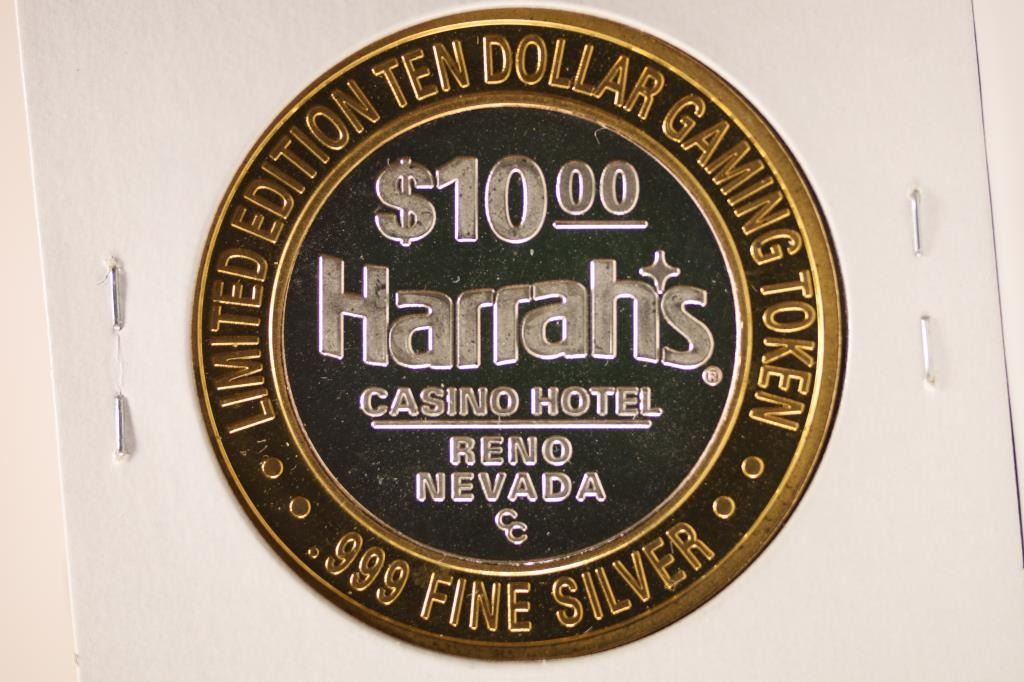 LIMITED EDITION TEN DOLLAR GAMING TOKEN
$10.00
Harrah's®
CASINO HOTEL
RENO
NEVADA
CC
.999 FINE SILVER